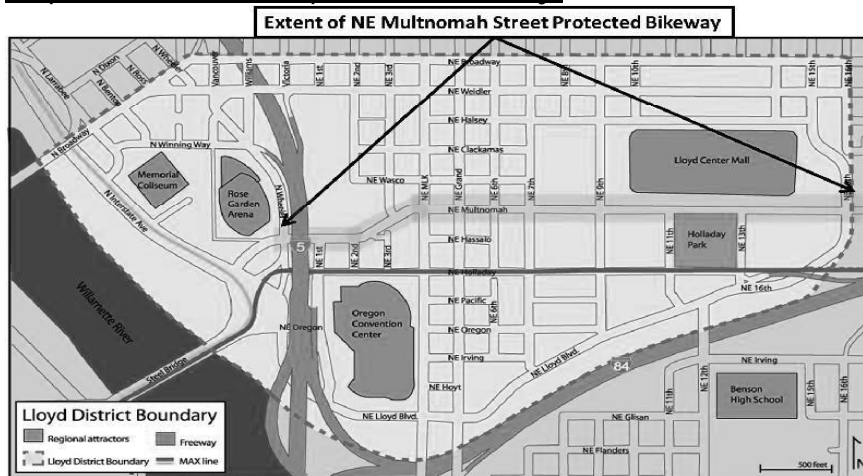 Extent of NE Multnomah Street Protected Bikeway
N Larrabee
N Dixon
N Ross
N Benton
N Wheeler
Vancouver
Williams
Victoria
NE 1st
NE 2nd
NE 3rd
NE Broadway
NE 8th
NE 10th
NE 15th
NE 16th
NE Weidler
NE Halsey
N Broadway
N Winning Way
NE Clackamas
Memorial
Coliseum
Rose
Garden
Arena
NE Wasco
NE MLK
NE Grand
NE 6th
NE 7th
NE 9th
Lloyd Center Mall
N Interstate Ave
NE Multnomah
5
NE 1st
NE 2nd
NE 3rd
NE Hassalo
NE 11th
Holladay
Park
NE 13th
NE Holladay
Willamette River
NE 16th
Oregon
Convention
Center
NE Pacific
NE 6th
NE Oregon
NE Oregon
Steel Bridge
NE Irving
NE Lloyd Blvd.
84
NE Irving
NE Hoyt
NE 11th
NE 12th
Benson
High School
NE 15th
NE 16th
NE Lloyd Blvd.
NE Glisan
NE Flanders
Lloyd District Boundary
Regional attractors
Freeway
Lloyd District Boundary
MAX line
500 feet
N